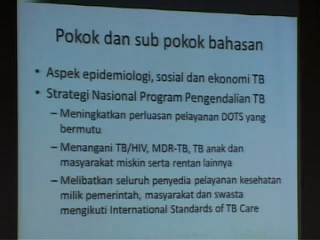 Pokok dan sub pokok bahasan
• Aspek epidemiologi, sosial dan ekonomi TB
• Strategi Nasional Program Pengendalian TB
– Meningkatkan perluasan pelayanan DOTS yang
bermutu
– Menangani TB/HIV, MDR-TB, TB anak dan
masyarakat miskin serta rentan lainnya
– Melibatkan seluruh penyedia pelayanan kesehatan
milik pemerintah, masyarakat dan swasta
mengikuti International Standards of TB Care